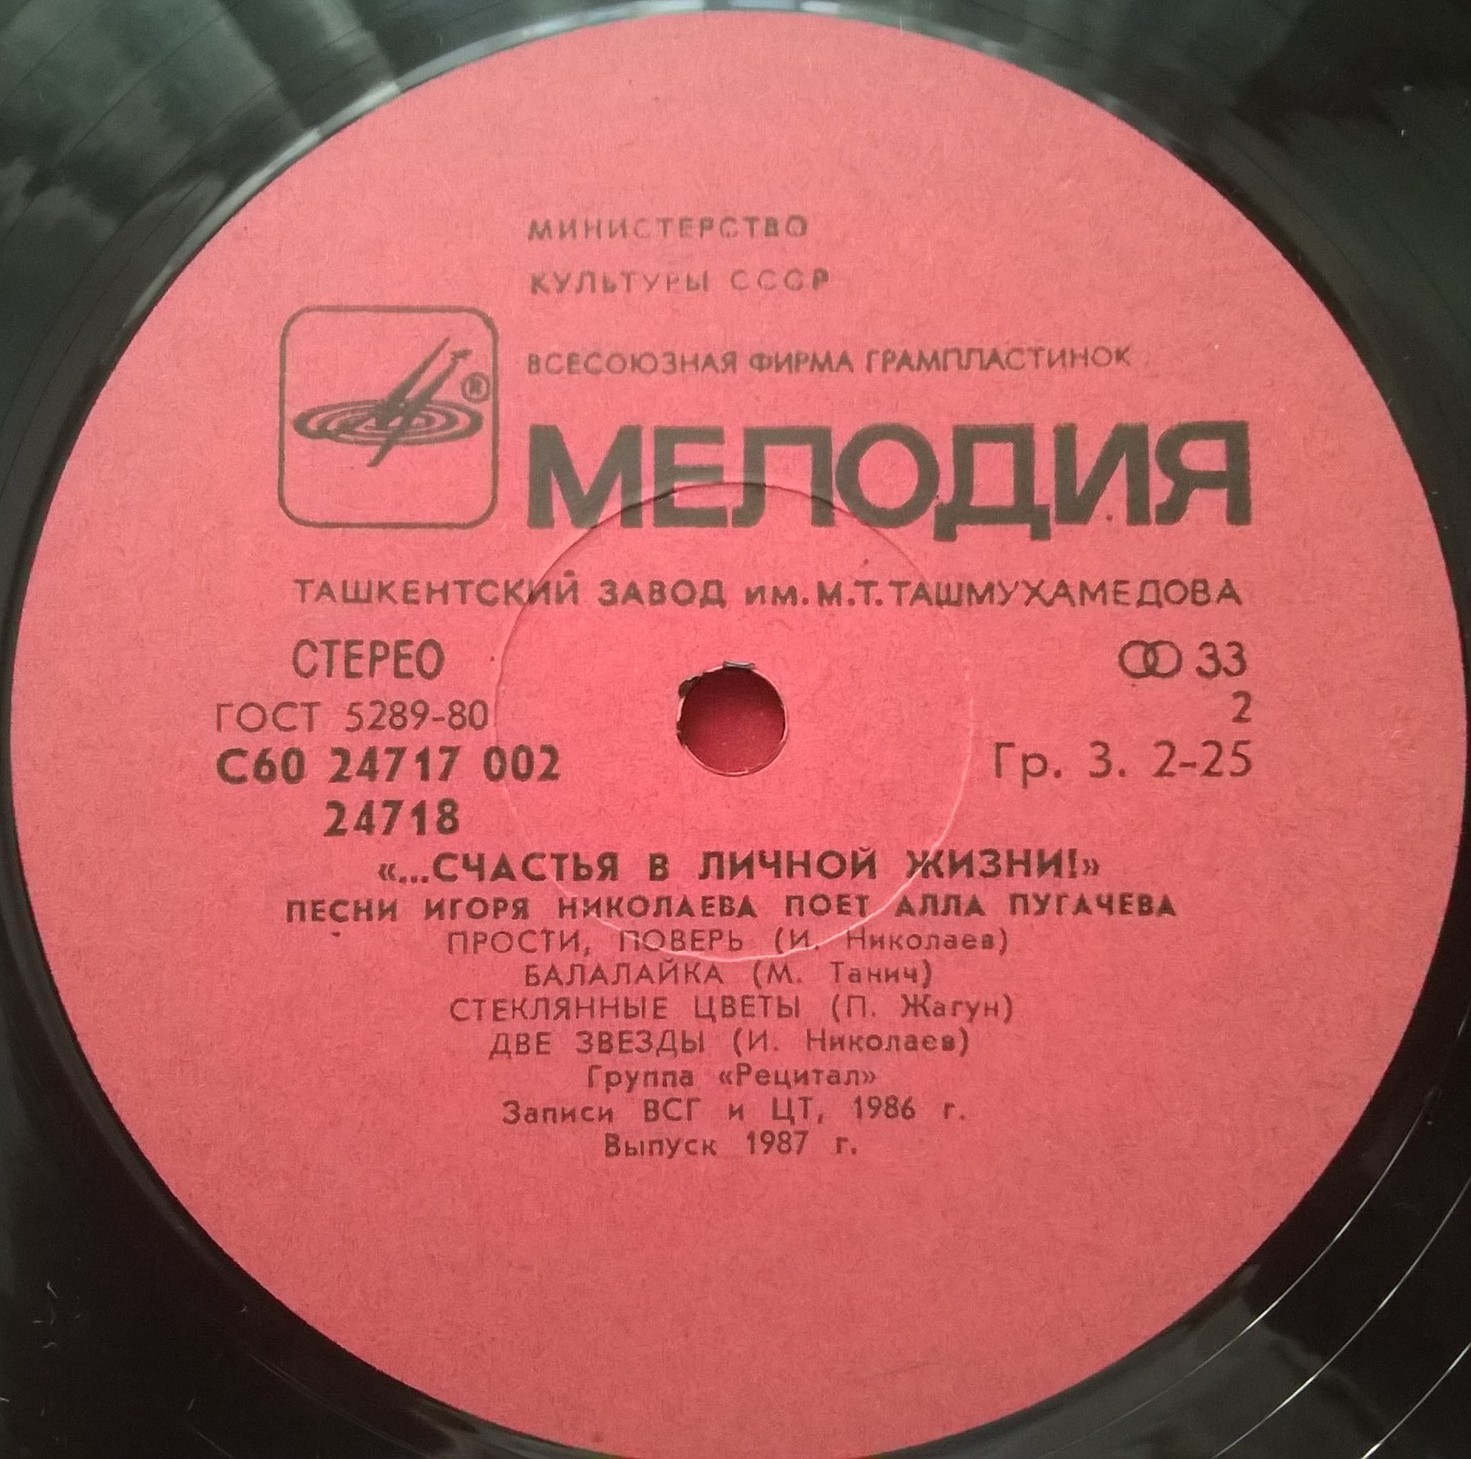 МИНИСТЕРСТВО
КУЛЬТУРЫ СССР
ВСЕСОЮЗНАЯ ФИРМА ГРАМПЛАСТИНОК
®
МЕЛОДИЯ
ТАШКЕНТСКИЙ ЗАВОД им. М.Т. ТАШМУХАМЕДОВА
СТЕРЕО 33
ГОСТ 5289-80 2
С60 24717 002 Гр. 3. 2-25
24718
«...СЧАСТЬЯ В ЛИЧНОЙ ЖИЗНИ!»
ПЕСНИ ИГОРЯ НИКОЛАЕВА ПОЕТ АЛЛА ПУГАЧЕВА
ПРОСТИ, ПОВЕРЬ (И. Николаев)
БАЛАЛАЙКА (М. Танич)
СТЕКЛЯННЫЕ ЦВЕТЫ (П. Жагун)
ДВЕ ЗВЕЗДЫ (И. Николаев)
Группа «Рецитал»
Записи ВСГ и ЦТ, 1986 г.
Выпуск 1987 г.